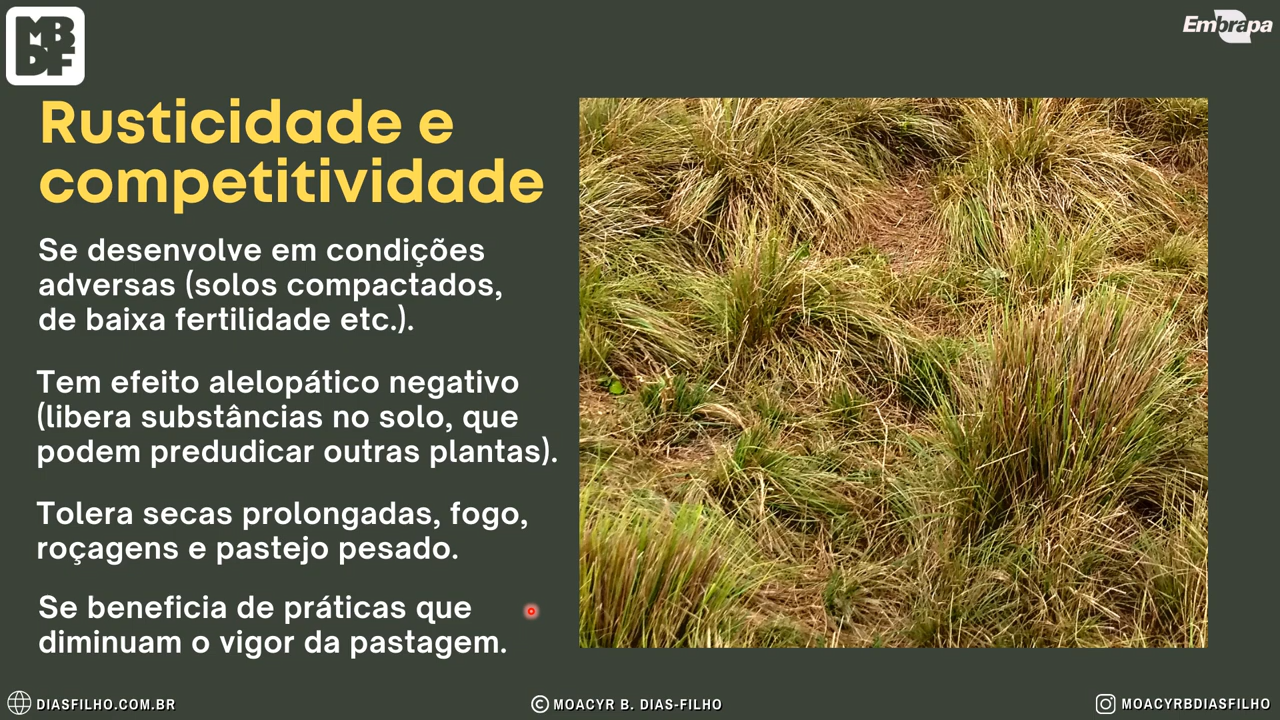 MB
DF
Embrapa
Rusticidade e
competitividade
Se desenvolve em condições
adversas (solos compactados,
de baixa fertilidade etc.).
Tem efeito alelopático negativo
(libera substâncias no solo, que
podem predudicar outras plantas).
Tolera secas prolongadas, fogo,
roçagens e pastejo pesado.
Se beneficia de práticas que
diminuam o vigor da pastagem.
DIASFILHO.COM.BR
© MOACYR B. DIAS-FILHO
MOACYRBDIASFILHO